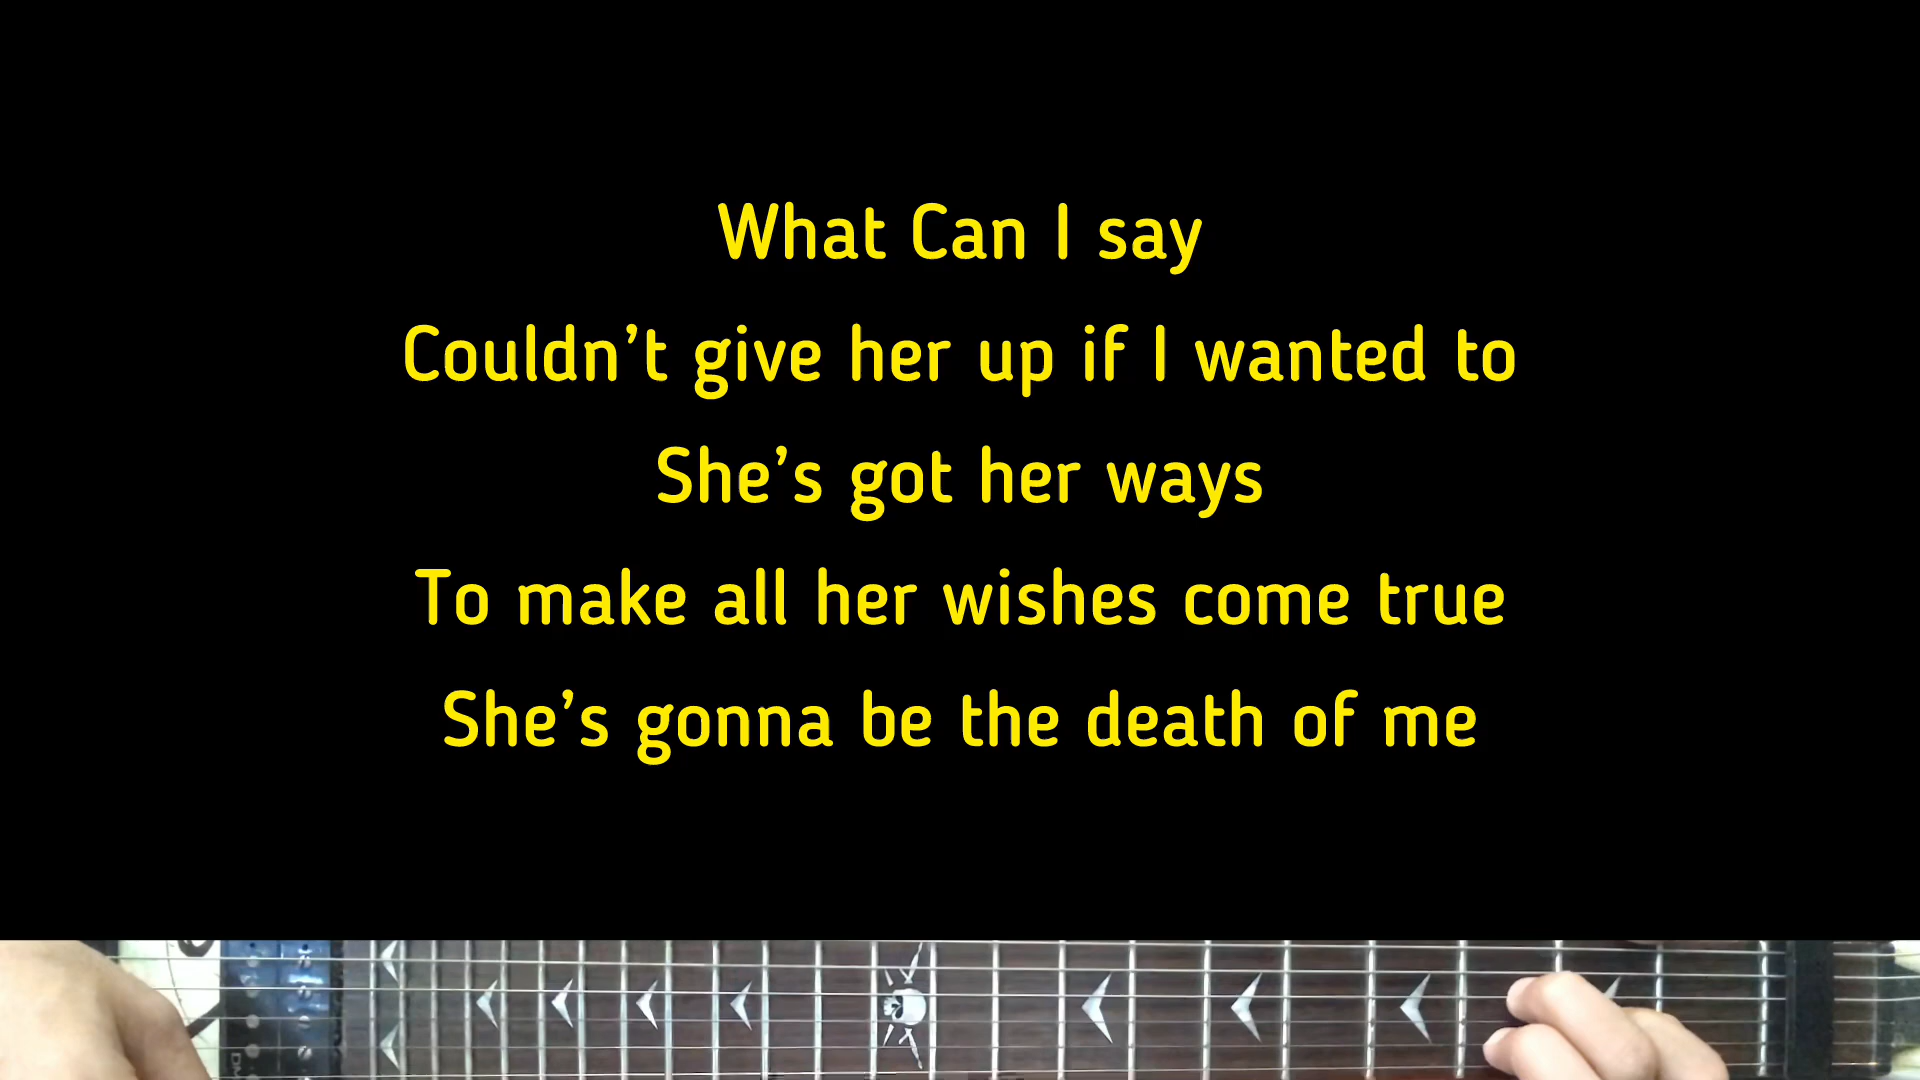 What Can I say
Couldn’t give her up if I wanted to
She’s got her ways
To make all her wishes come true
She’s gonna be the death of me